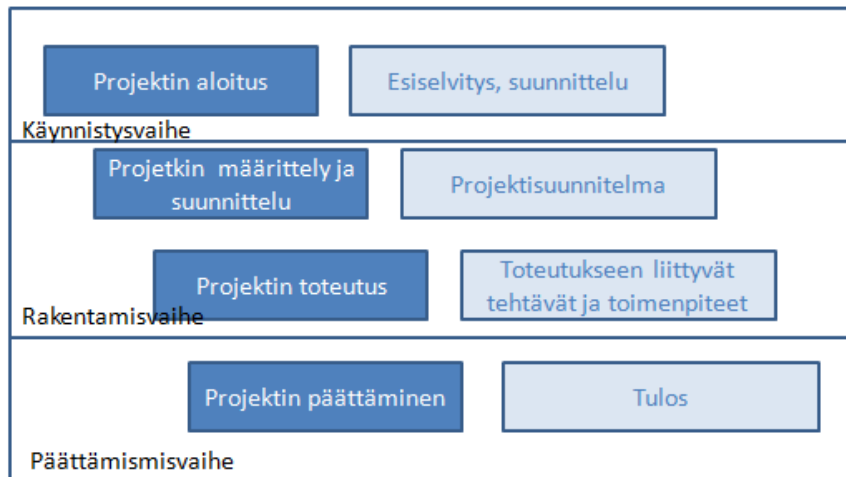 Projektin aloitus
Esiselvitys, suunnittelu
Käynnistysvaihe
Projetkin määrittely ja
suunnittelu
Projektisuunnitelma
Projektin toteutus
Toteutukseen liittyvät
tehtävät ja toimenpiteet
Rakentamisvaihe
Projektin päättäminen
Tulos
Päättämismisvaihe